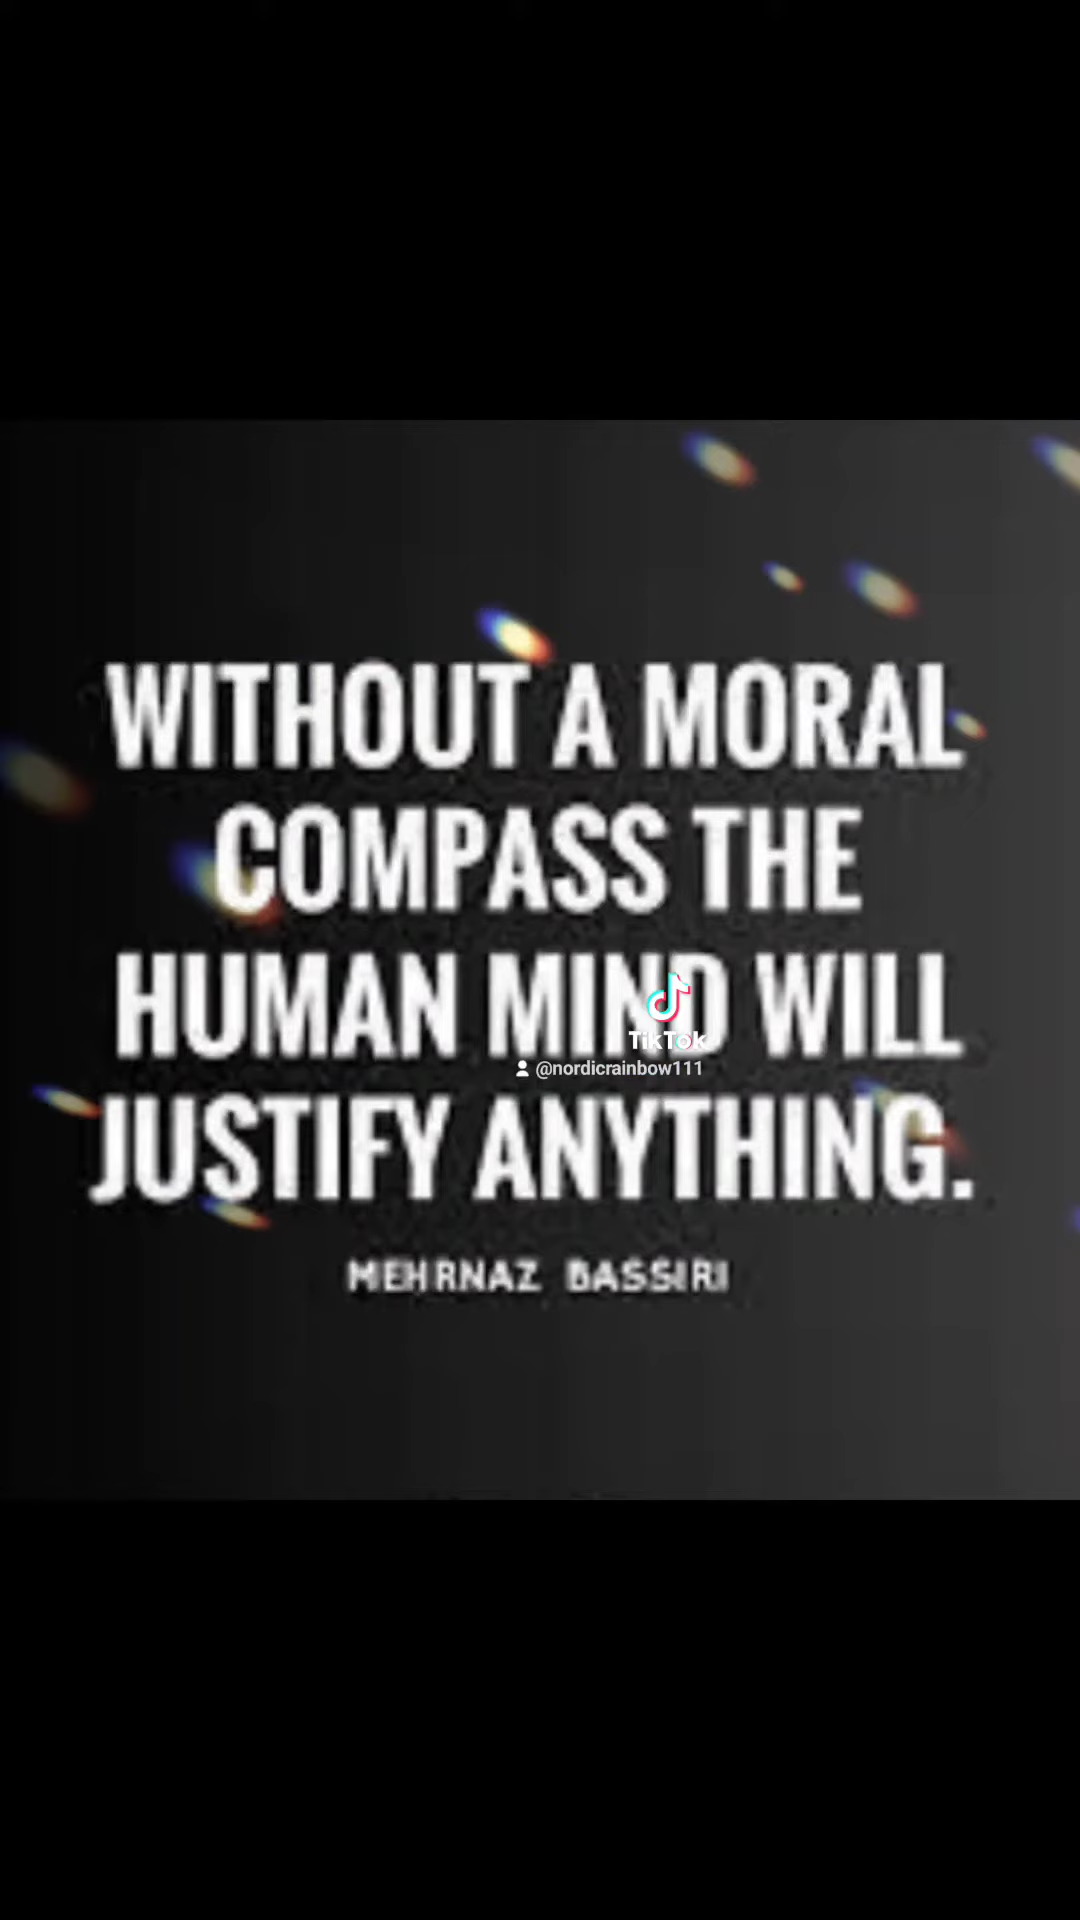 WITHOUT A MORAL
COMPASS THE
HUMAN MIND WILL
TikTok
@nordicrainbow111
JUSTIFY ANYTHING.
MEHRNAZ BASSIRI